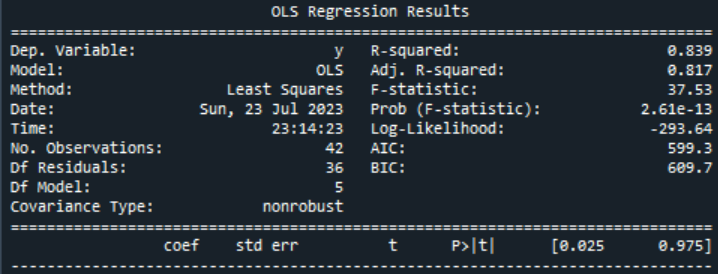 OLS Regression Results
==============================================================================
Dep. Variable: y R-squared: 0.839
Model: OLS Adj. R-squared: 0.817
Method: Least Squares F-statistic: 37.53
Date: Sun, 23 Jul 2023 Prob (F-statistic): 2.61e-13
Time: 23:14:23 Log-Likelihood: -293.64
No. Observations: 42 AIC: 599.3
Df Residuals: 36 BIC: 609.7
Df Model: 5
Covariance Type: nonrobust
==============================================================================
coef std err t P>|t| [0.025 0.975]
------------------------------------------------------------------------------